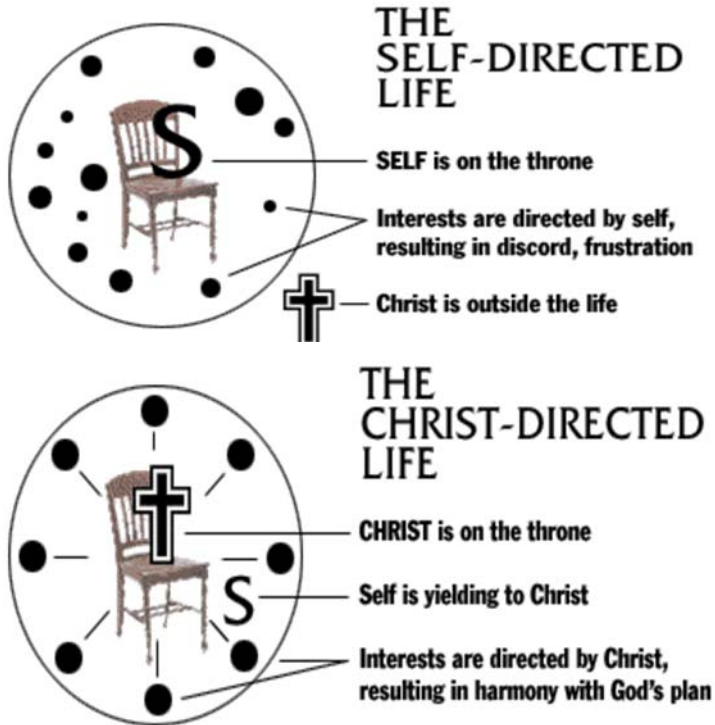 THE
SELF-DIRECTED
LIFE
S
SELF is on the throne
Interests are directed by self,
resulting in discord, frustration
Christ is outside the life
THE
CHRIST-DIRECTED
LIFE
CHRIST is on the throne
S
Self is yielding to Christ
Interests are directed by Christ,
resulting in harmony with God's plan